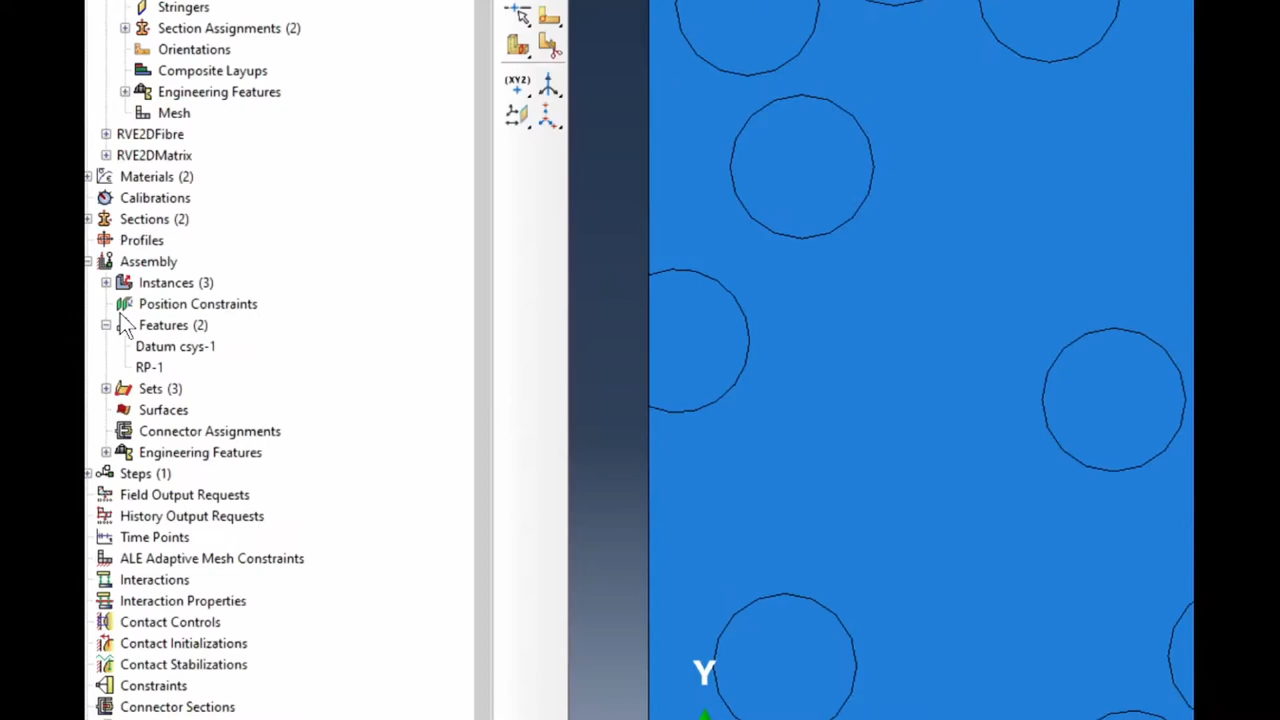 Stringers
Section Assignments (2)
Orientations
Composite Layups
Engineering Features
Mesh
RVE2DFibre
RVE2DMatrix
Materials (2)
Calibrations
Sections (2)
Profiles
Assembly
Instances (3)
Position Constraints
Features (2)
Datum csys-1
RP-1
Sets (3)
Surfaces
Connector Assignments
Engineering Features
Steps (1)
Field Output Requests
History Output Requests
Time Points
ALE Adaptive Mesh Constraints
Interactions
Interaction Properties
Contact Controls
Contact Initializations
Contact Stabilizations
Constraints
Connector Sections
(XYZ)
Y